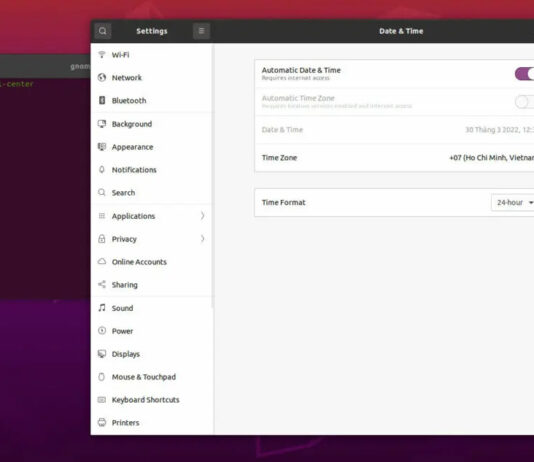 Settings
Date & Time
gnom
l-center
Wi-Fi
Network
Bluetooth
Background
Appearance
Notifications
Search
Applications
Privacy
Online Accounts
Sharing
Sound
Power
Displays
Mouse & Touchpad
Keyboard Shortcuts
Printers
Automatic Date & Time
Requires internet access
Automatic Time Zone
Requires location services enabled and internet access
Date & Time
30 Tháng 3 2022, 12:3
Time Zone
+07 (Ho Chi Minh, Vietnam
Time Format
24-hour